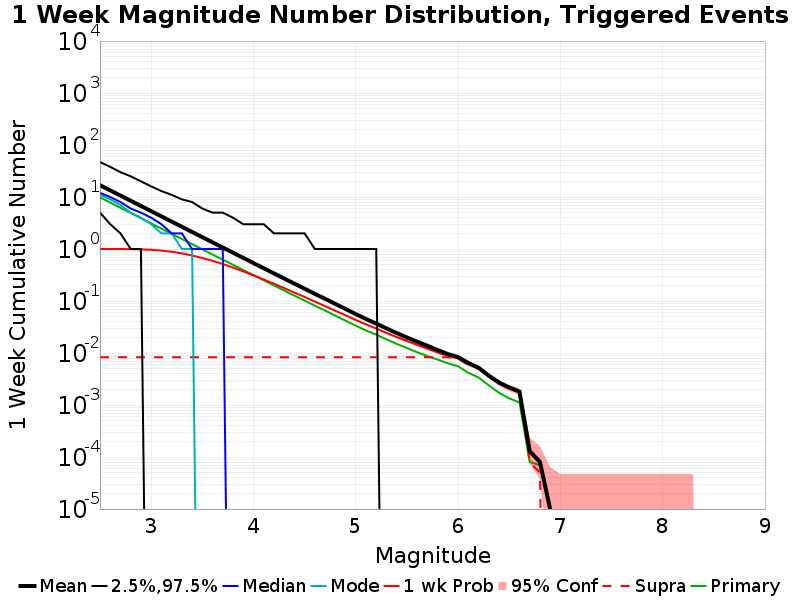 1 Week Magnitude Number Distribution, Triggered Events
1 Week Cumulative Number
10^4
10^3
10^2
10^1
10^0
10^-1
10^-2
10^-3
10^-4
10^-5
3 4 5 6 7 8 9
Magnitude
Mean 2.5%,97.5% Median Mode 1 wk Prob 95% Conf Supra Primary